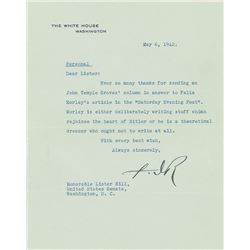 THE WHITE HOUSE
WASHINGTON
May 6, 1942.
Personal
Dear Lister:
Ever so many thanks for sending on
John Temple Graves' column in answer to Felix
Morley's article in the "Saturday Evening Post".
Morley is either deliberately writing stuff which
rejoices the heart of Hitler or he is a theoretical
dreamer who ought not to write at all.
With every best wish,
Always sincerely,
FDR
Honorable Lister Hill,
United States Senate,
Washington, D. C.